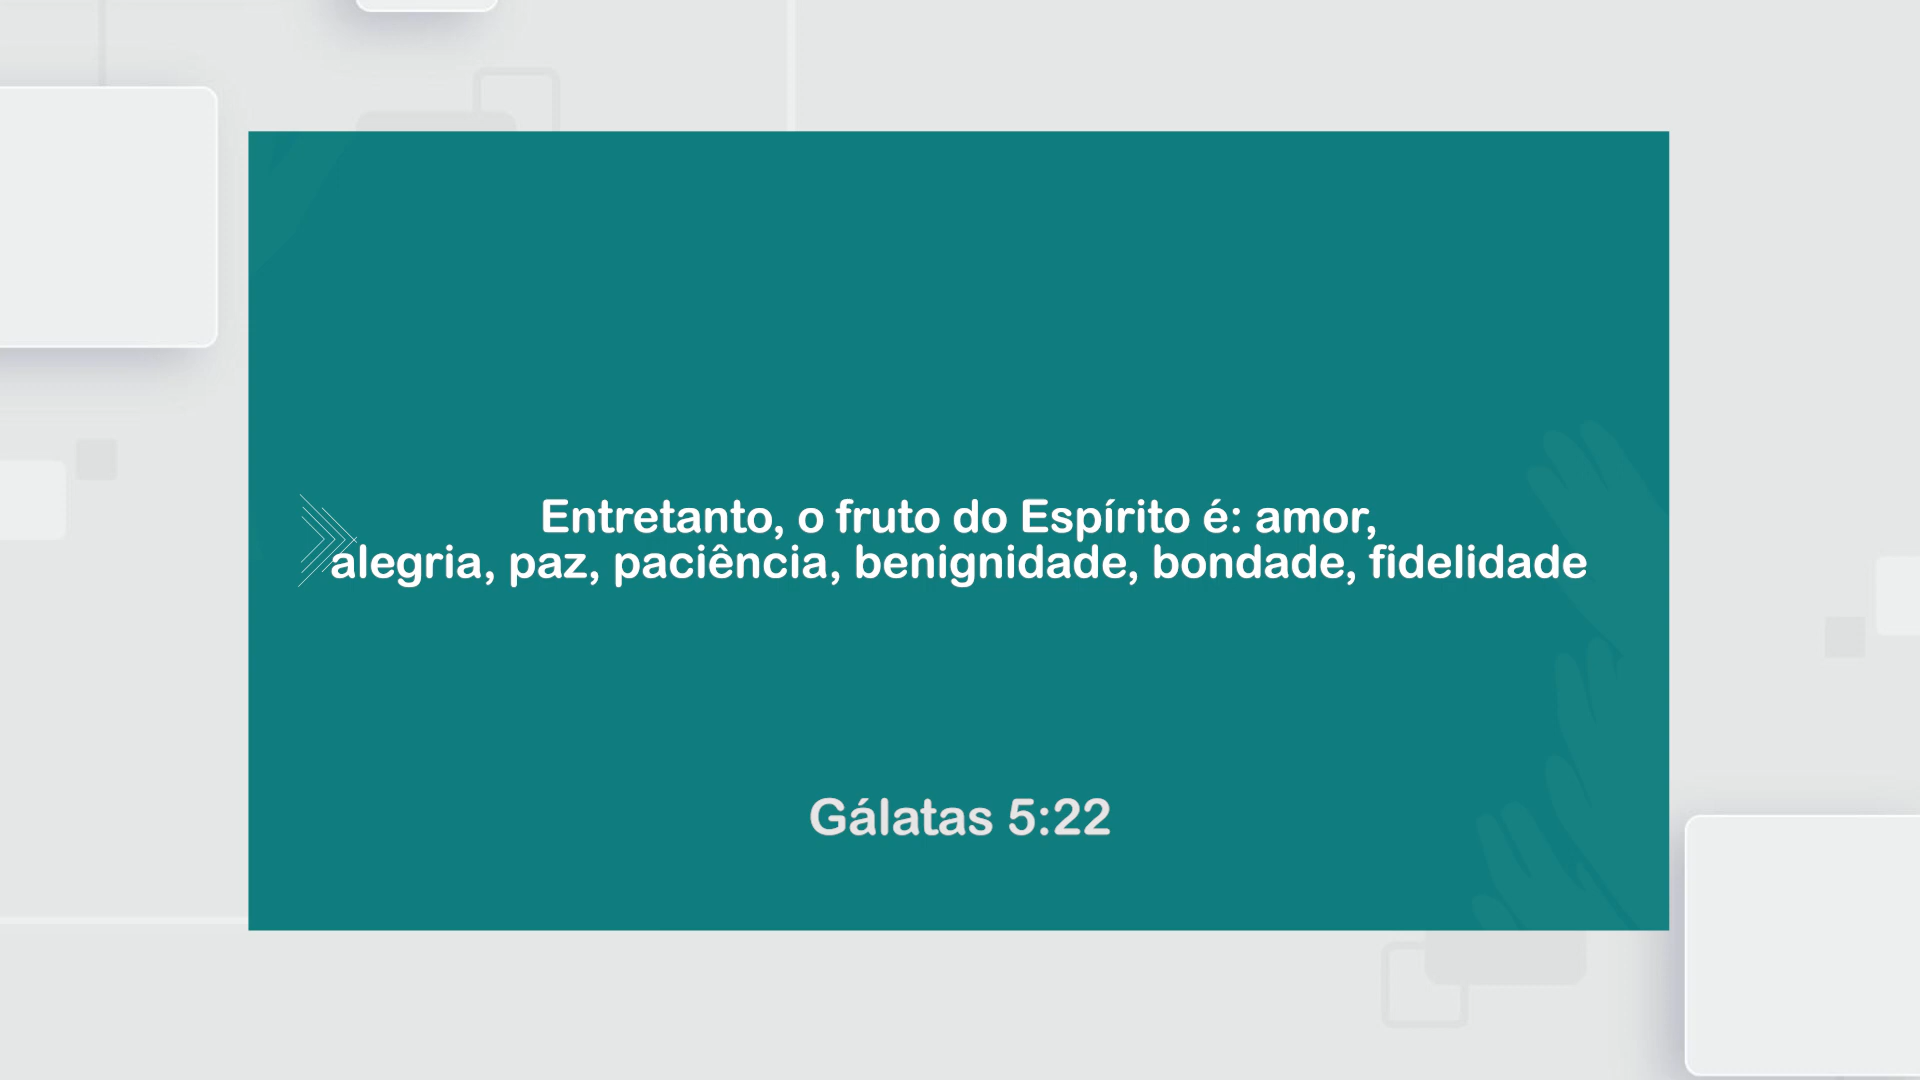 Entretanto, o fruto do Espírito é: amor,
alegria, paz, paciência, benignidade, bondade, fidelidade
Gálatas 5:22